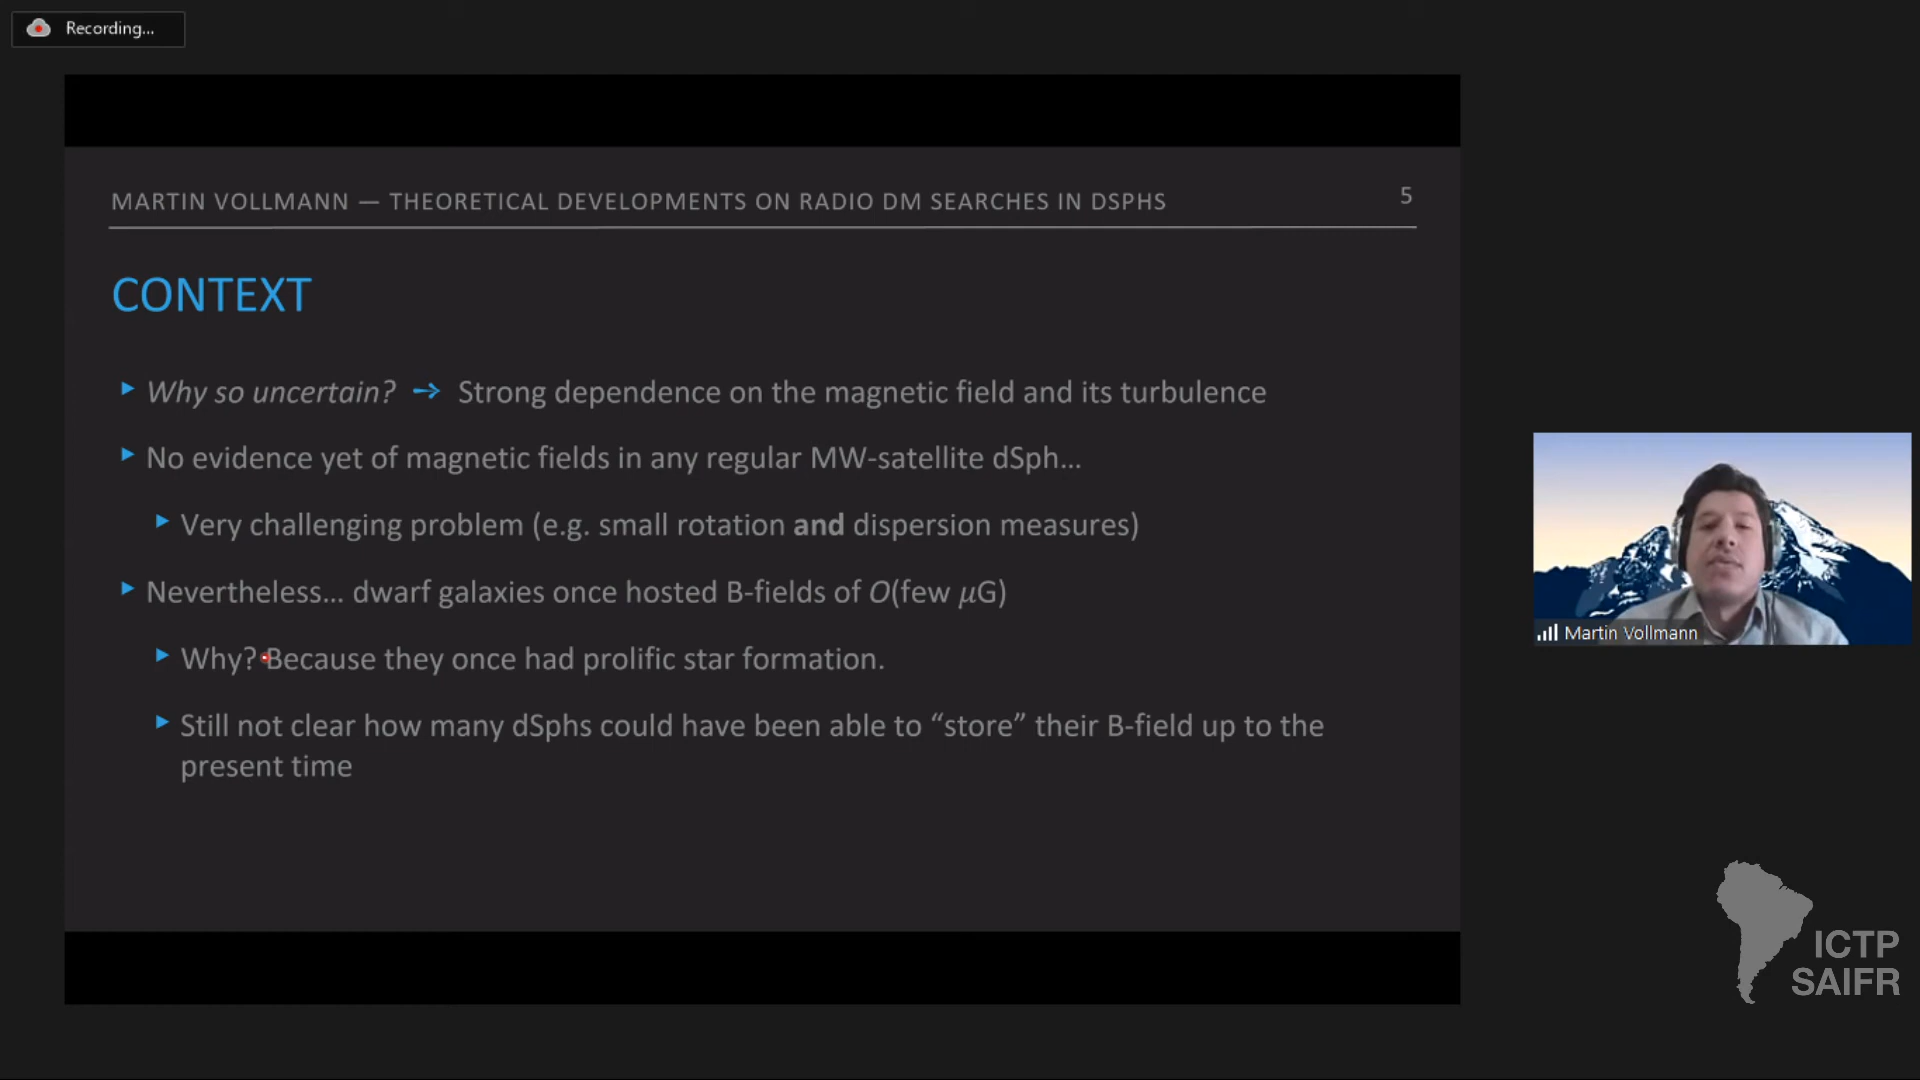 Recording...
MARTIN VOLLMANN — THEORETICAL DEVELOPMENTS ON RADIO DM SEARCHES IN DSPHS
5
CONTEXT
Why so uncertain? → Strong dependence on the magnetic field and its turbulence
No evidence yet of magnetic fields in any regular MW-satellite dSph...
Very challenging problem (e.g. small rotation and dispersion measures)
Nevertheless... dwarf galaxies once hosted B-fields of O(few μG)
Why? Because they once had prolific star formation.
Still not clear how many dSphs could have been able to “store” their B-field up to the
present time
Martin Vollmann
ICTP
SAIFR